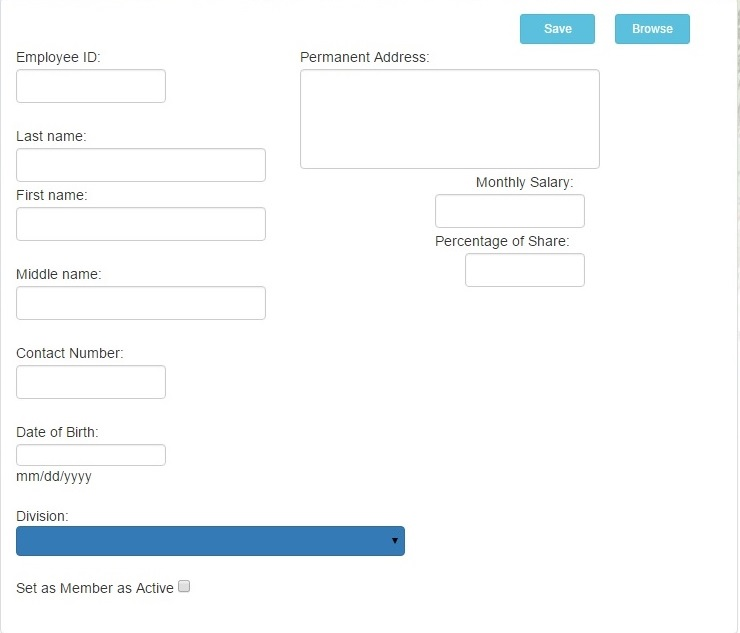 Save
Browse
Employee ID:
Permanent Address:
Last name:
Monthly Salary:
First name:
Percentage of Share:
Middle name:
Contact Number:
Date of Birth:
mm/dd/yyyy
Division:
Set as Member as Active